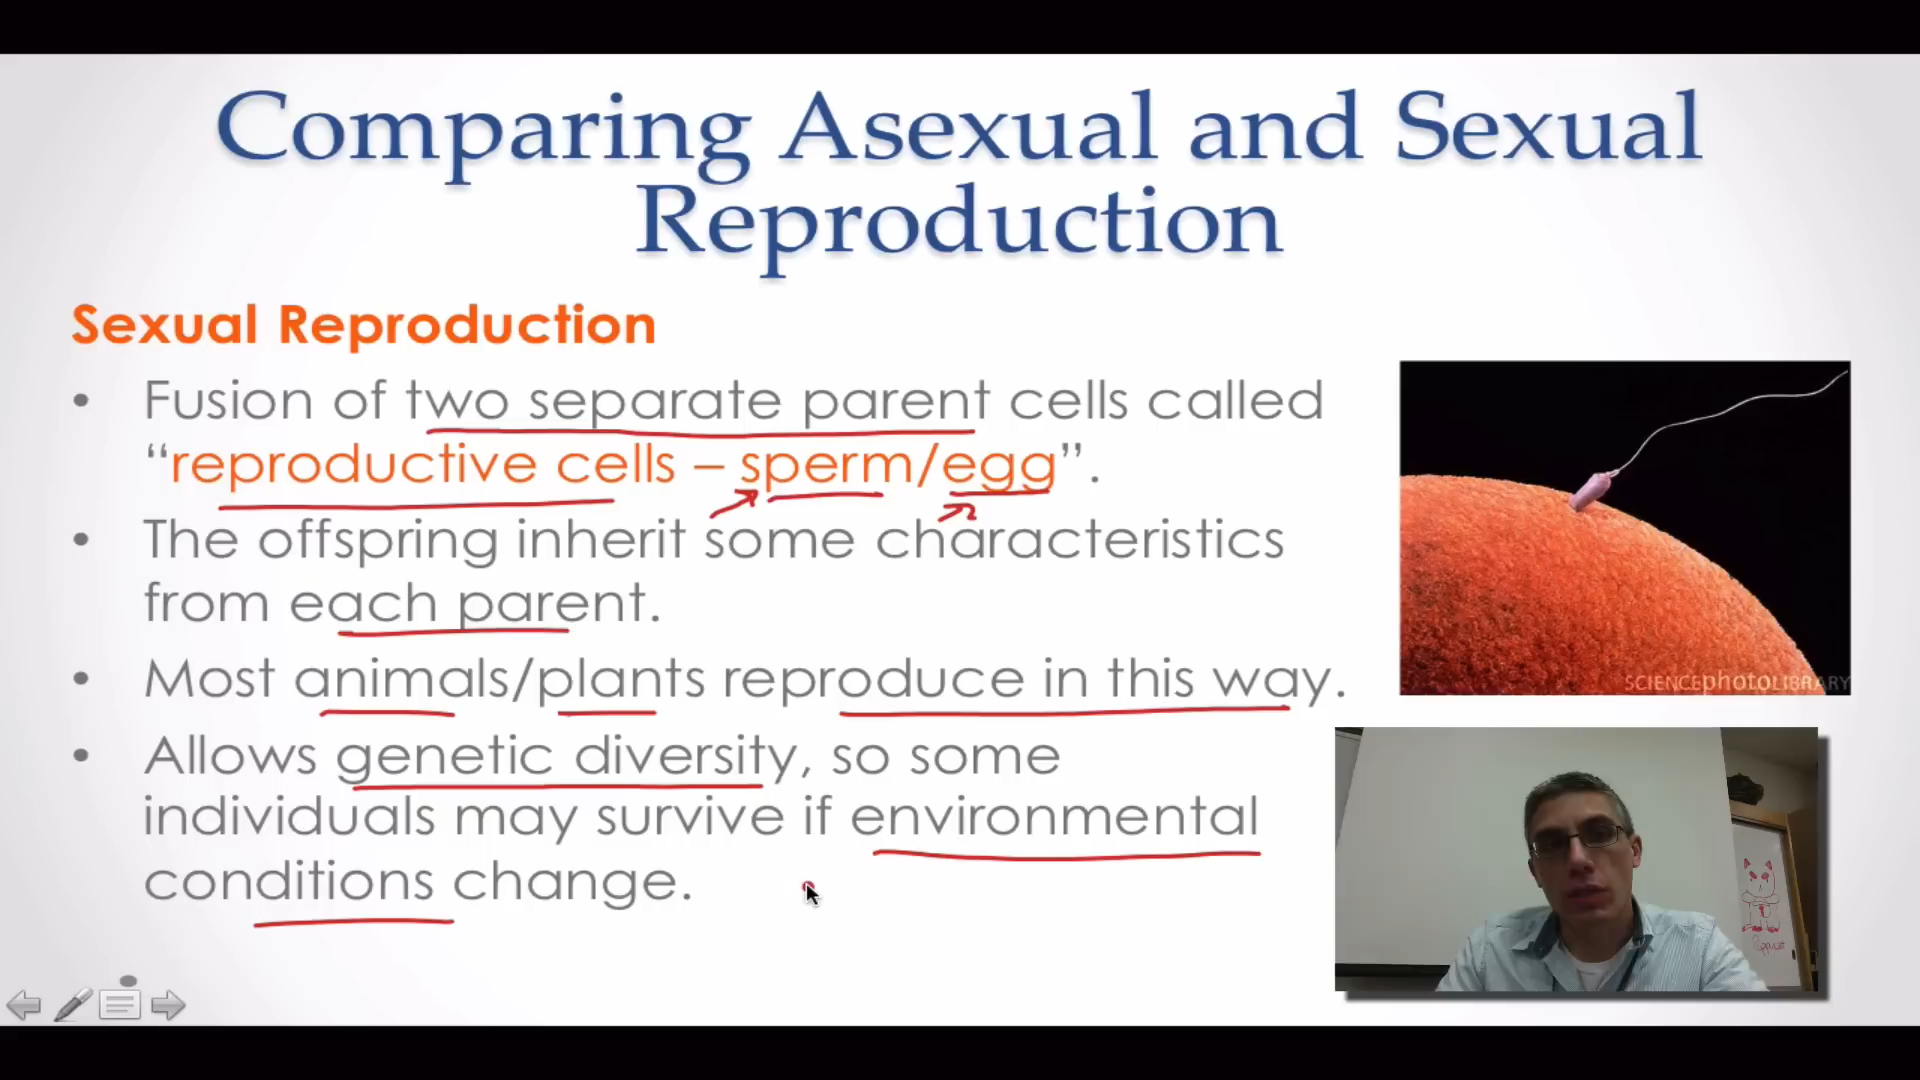 Comparing Asexual and Sexual
Reproduction
Sexual Reproduction
• Fusion of two separate parent cells called
“reproductive cells – sperm/egg”.
• The offspring inherit some characteristics
from each parent.
• Most animals/plants reproduce in this way.
• Allows genetic diversity, so some
individuals may survive if environmental
conditions change.
SCIENCEphotoLIBRARY